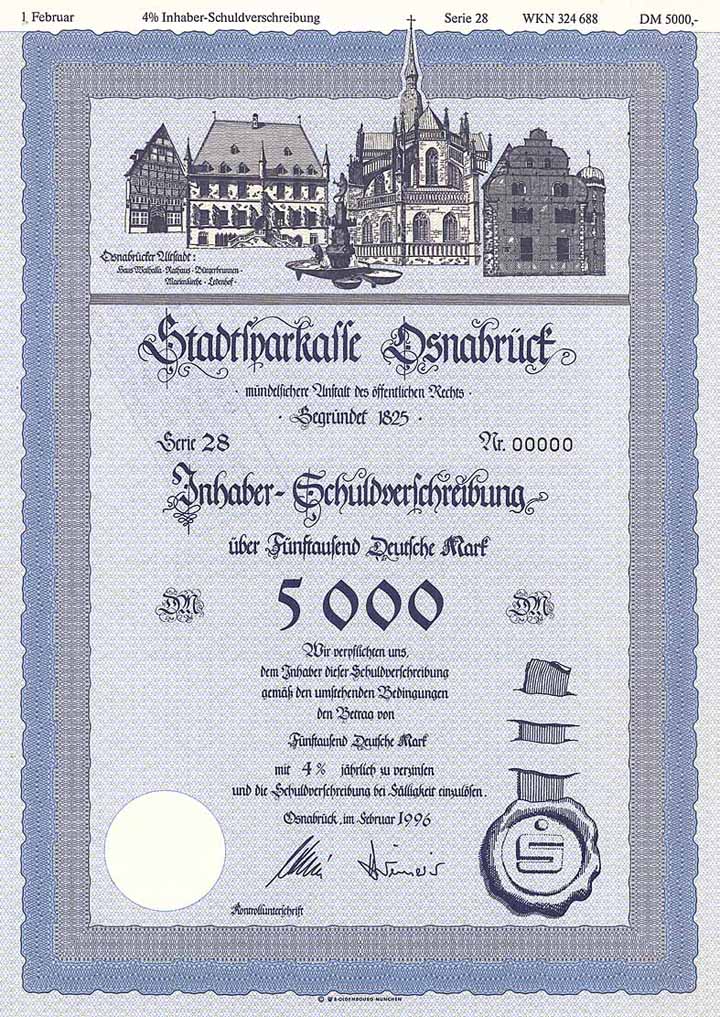 1. Februar 4% Inhaber-Schuldverschreibung Serie 28 WKN 324 688 DM 5000,-
Osnabrücker Altstadt:
Haus Walhalla · Rathaus · Bürgerbrunnen ·
Marienkirche · Ledenhof ·
Stadtsparkasse Osnabrück
· mündelsichere Anstalt des öffentlichen Rechts ·
· Gegründet 1825 ·
Serie 28 Nr. 00000
Inhaber-Schuldverschreibung
über Fünftausend Deutsche Mark
DM 5000 DM
Wir verpflichten uns,
dem Inhaber dieser Schuldverschreibung
gemäß den umstehenden Bedingungen
den Betrag von
Fünftausend Deutsche Mark
mit 4% jährlich zu verzinsen
und die Schuldverschreibung bei Fälligkeit einzulösen.
Osnabrück, im Februar 1996
Kontrollunterschrift
R·OLDENBOURG·MÜNCHEN